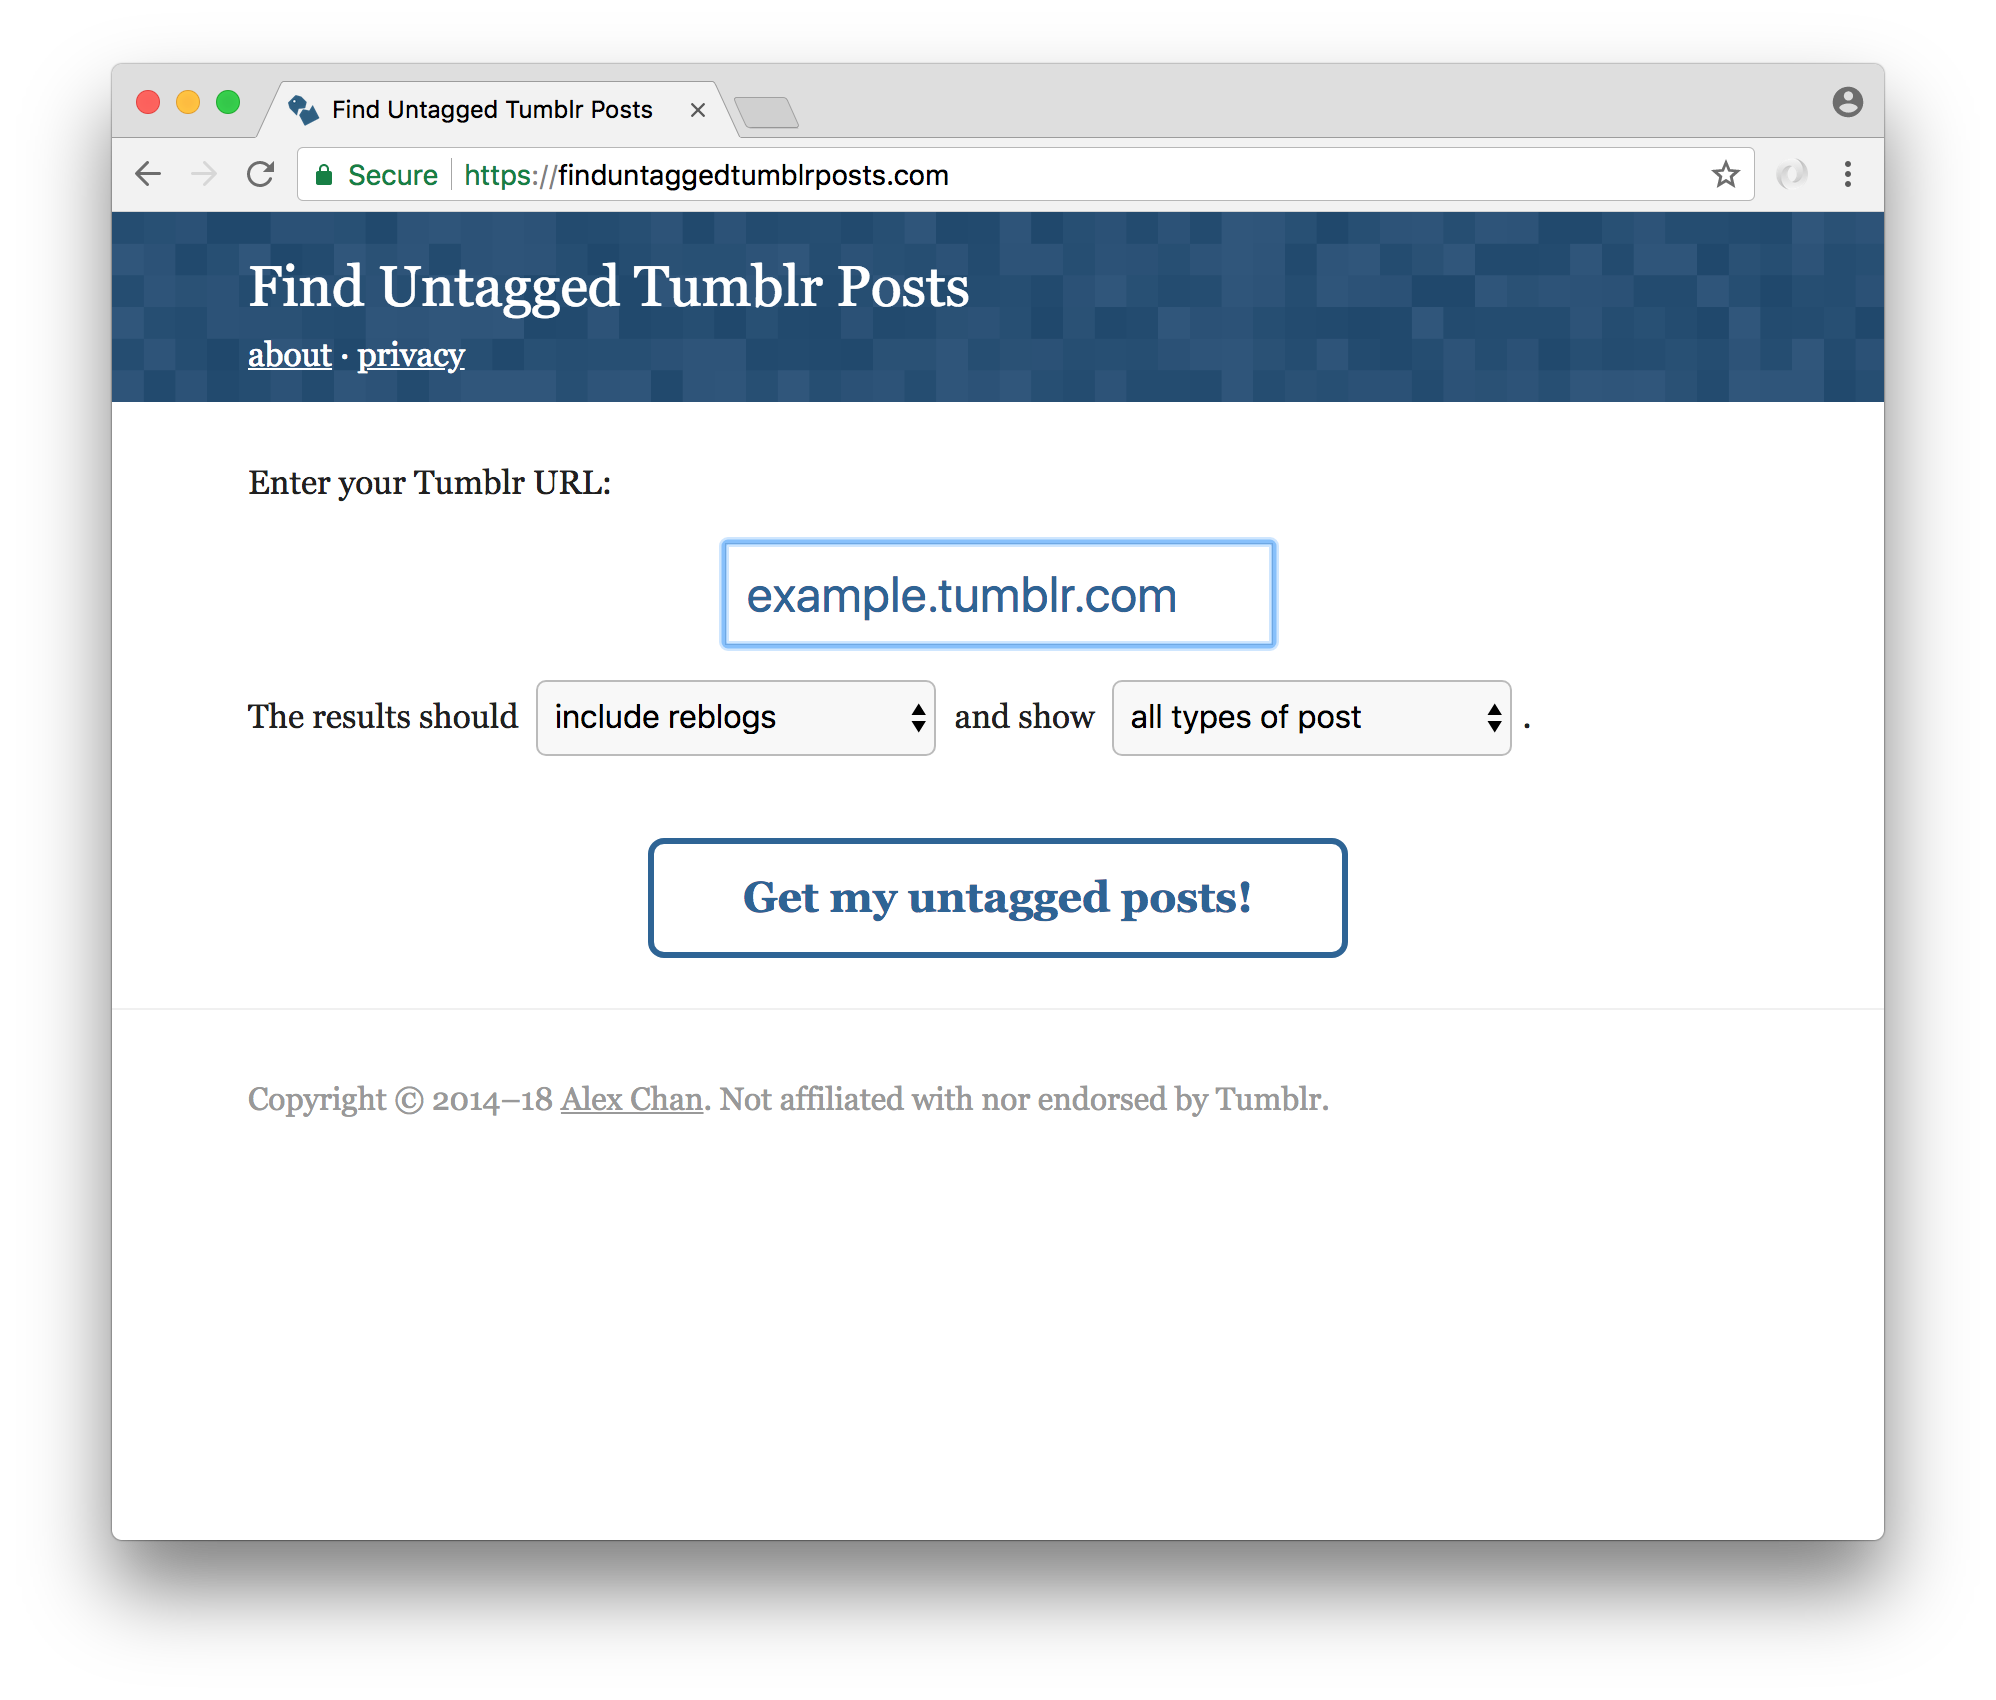 Find Untagged Tumblr Posts
Secure https://finduntaggedtumblrposts.com
Find Untagged Tumblr Posts
about · privacy
Enter your Tumblr URL:
example.tumblr.com
The results should include reblogs and show all types of post .
Get my untagged posts!
Copyright © 2014–18 Alex Chan. Not affiliated with nor endorsed by Tumblr.